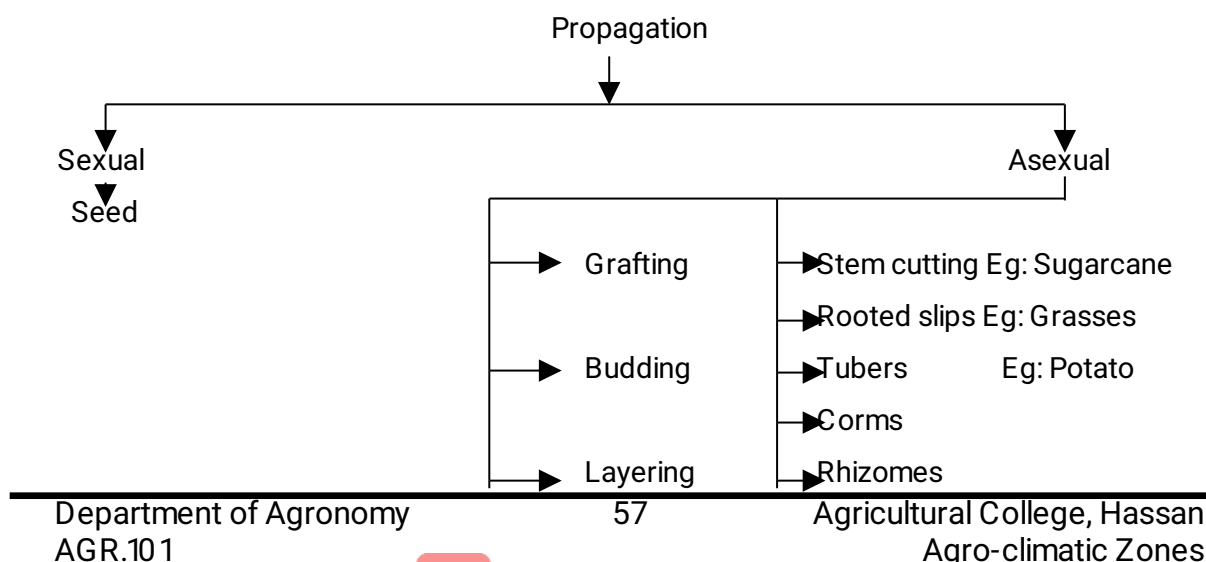 Propagation
Sexual Asexual
Seed
Grafting Stem cutting Eg: Sugarcane
Rooted slips Eg: Grasses
Budding Tubers Eg: Potato
Corms
Layering Rhizomes
Department of Agronomy 57 Agricultural College, Hassan
AGR.101 Agro-climatic Zones